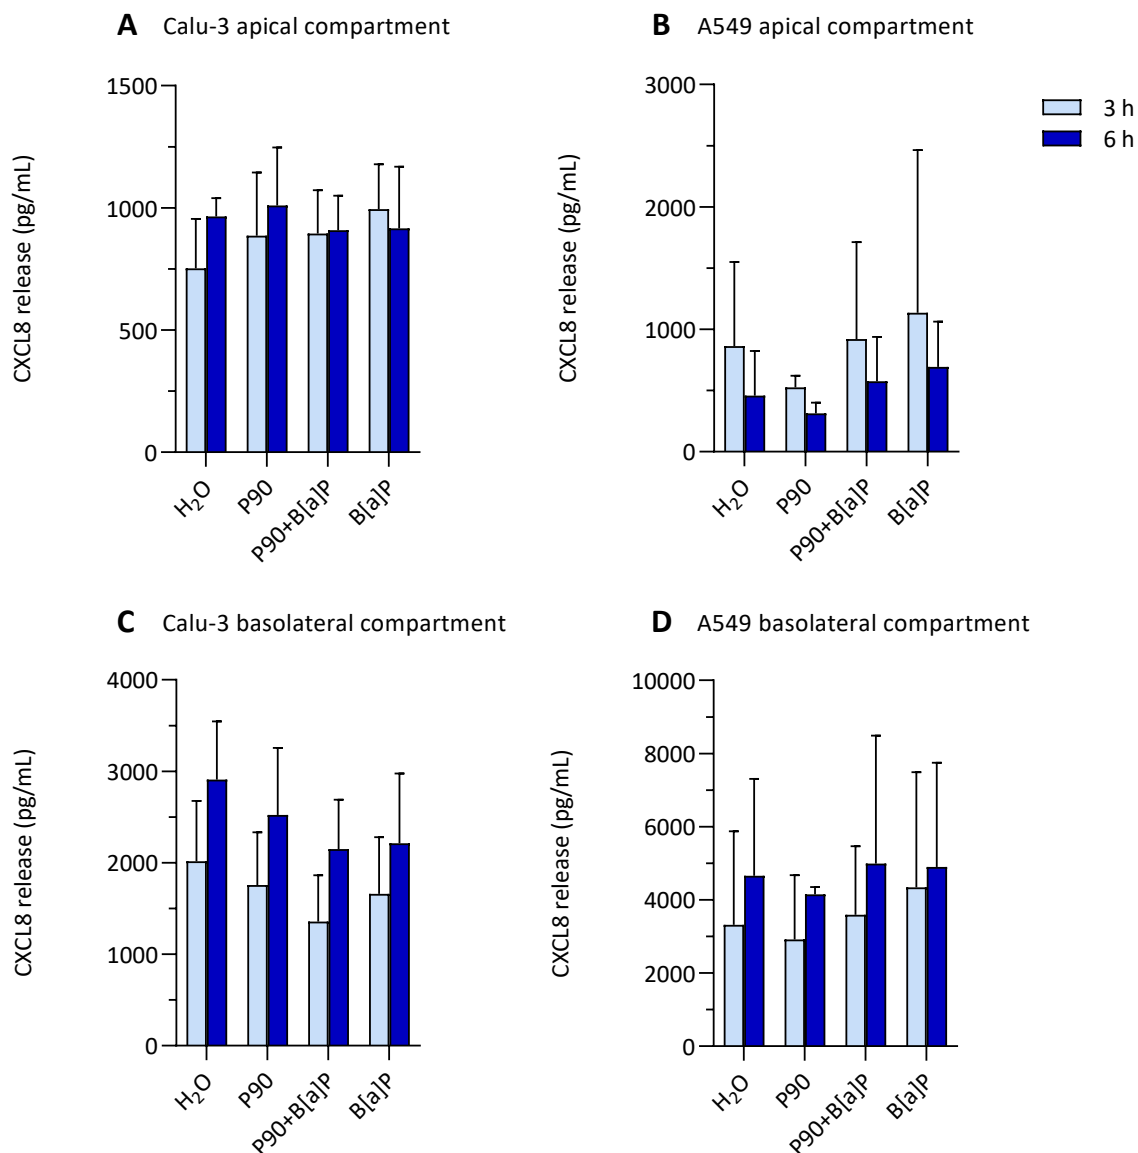 A Calu-3 apical compartment
CXCL8 release (pg/mL)
1500
1000
500
0
H₂O
P90
P90+B[a]P
B[a]P
B A549 apical compartment
CXCL8 release (pg/mL)
3000
2000
1000
0
H₂O
P90
P90+B[a]P
B[a]P
3 h
6 h
C Calu-3 basolateral compartment
CXCL8 release (pg/mL)
4000
3000
2000
1000
0
H₂O
P90
P90+B[a]P
B[a]P
D A549 basolateral compartment
CXCL8 release (pg/mL)
10000
8000
6000
4000
2000
0
H₂O
P90
P90+B[a]P
B[a]P